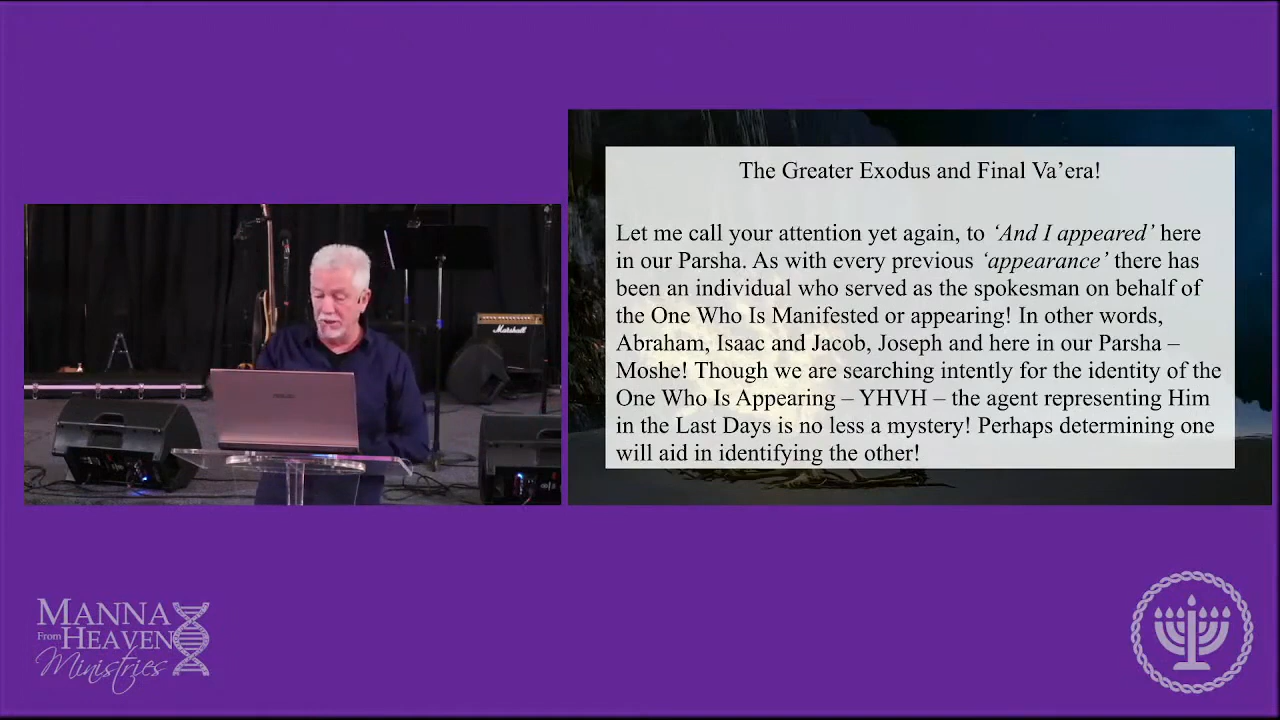 The Greater Exodus and Final Va’era!
Let me call your attention yet again, to ‘And I appeared’ here
in our Parsha. As with every previous ‘appearance’ there has
been an individual who served as the spokesman on behalf of
the One Who Is Manifested or appearing! In other words,
Abraham, Isaac and Jacob, Joseph and here in our Parsha –
Moshe! Though we are searching intently for the identity of the
One Who Is Appearing – YHVH – the agent representing Him
in the Last Days is no less a mystery! Perhaps determining one
will aid in identifying the other!
Marshall
MANNA
From HEAVEN
Ministries